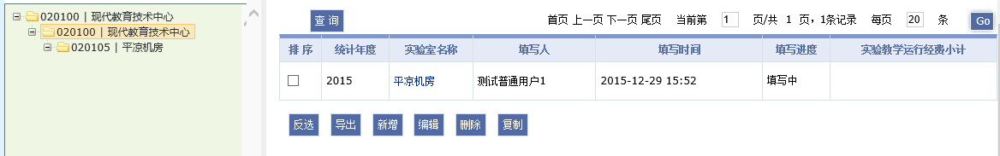 020100 | 现代教育技术中心
020100 | 现代教育技术中心
020105 | 平凉机房
查 询 首页 上一页 下一页 尾页 当前第 1 页/共 1 页，1条记录 每页 20 条 Go
排 序 统计年度 实验室名称 填写人 填写时间 填写进度 实验教学运行经费小计
2015 平凉机房 测试普通用户1 2015-12-29 15:52 填写中
反选 导出 新增 编辑 删除 复制